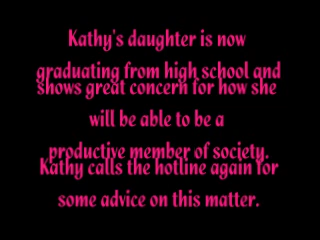 Kathy's daughter is now
graduating from high school and
shows great concern for how she
will be able to be a
productive member of society.
Kathy calls the hotline again for
some advice on this matter.